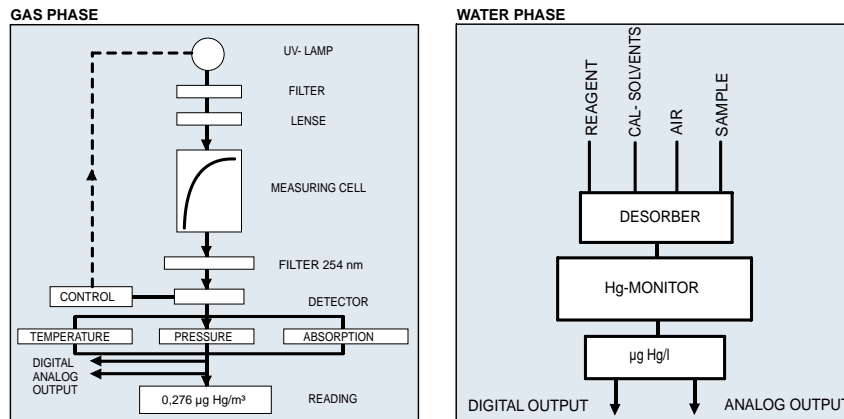 GAS PHASE
UV- LAMP
FILTER
LENSE
MEASURING CELL
FILTER 254 nm
CONTROL
DETECTOR
TEMPERATURE
PRESSURE
ABSORPTION
DIGITAL
ANALOG
OUTPUT
0,276 µg Hg/m³
READING
WATER PHASE
REAGENT
CAL- SOLVENTS
AIR
SAMPLE
DESORBER
Hg-MONITOR
µg Hg/l
DIGITAL OUTPUT
ANALOG OUTPUT